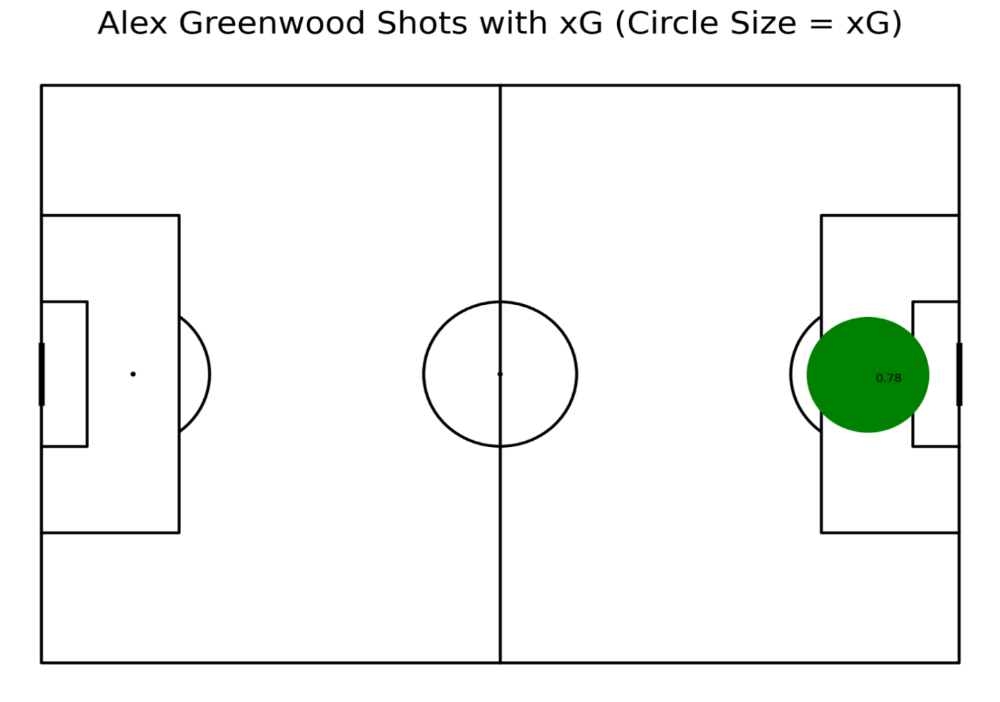 Alex Greenwood Shots with xG (Circle Size = xG)
0.78